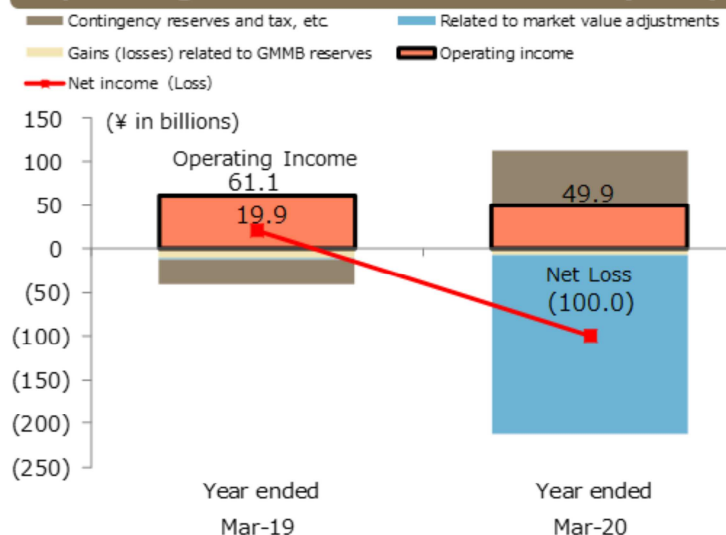 Contingency reserves and tax, etc.
Related to market value adjustments
Gains (losses) related to GMMB reserves
Operating income
Net income (Loss)
(¥ in billions)
150
100
50
0
(50)
(100)
(150)
(200)
(250)
Operating Income
61.1
19.9
49.9
Net Loss
(100.0)
Year ended
Mar-19
Year ended
Mar-20